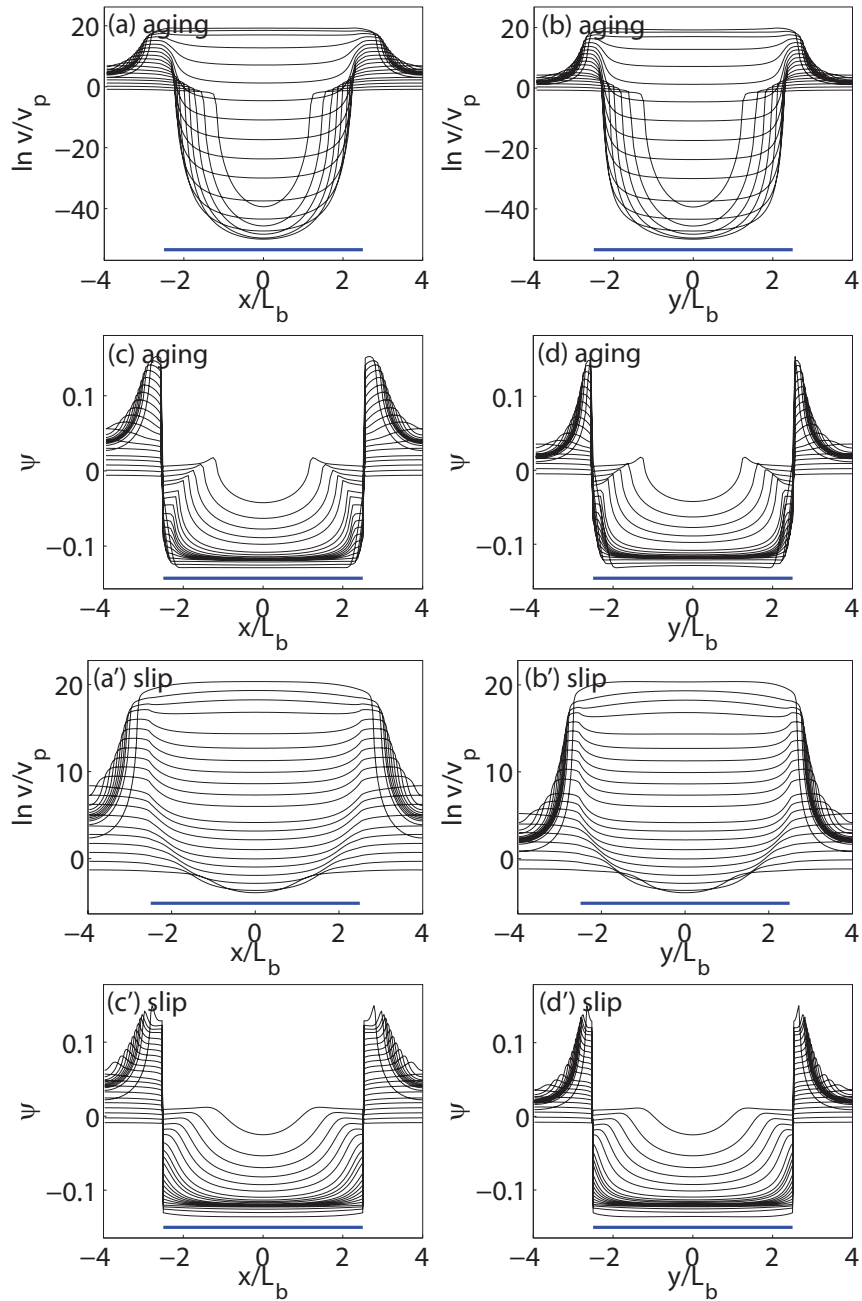 (a) aging
20
0
−20
−40
ln v/v_p
−4 −2 0 2 4
x/L_b
(b) aging
20
0
−20
−40
ln v/v_p
−4 −2 0 2 4
y/L_b
(c) aging
0.1
0
−0.1
ψ
−4 −2 0 2 4
x/L_b
(d) aging
0.1
0
−0.1
ψ
−4 −2 0 2 4
y/L_b
(a') slip
20
10
0
ln v/v_p
−4 −2 0 2 4
x/L_b
(b') slip
20
10
0
ln v/v_p
−4 −2 0 2 4
y/L_b
(c') slip
0.1
0
−0.1
ψ
−4 −2 0 2 4
x/L_b
(d') slip
0.1
0
−0.1
ψ
−4 −2 0 2 4
y/L_b